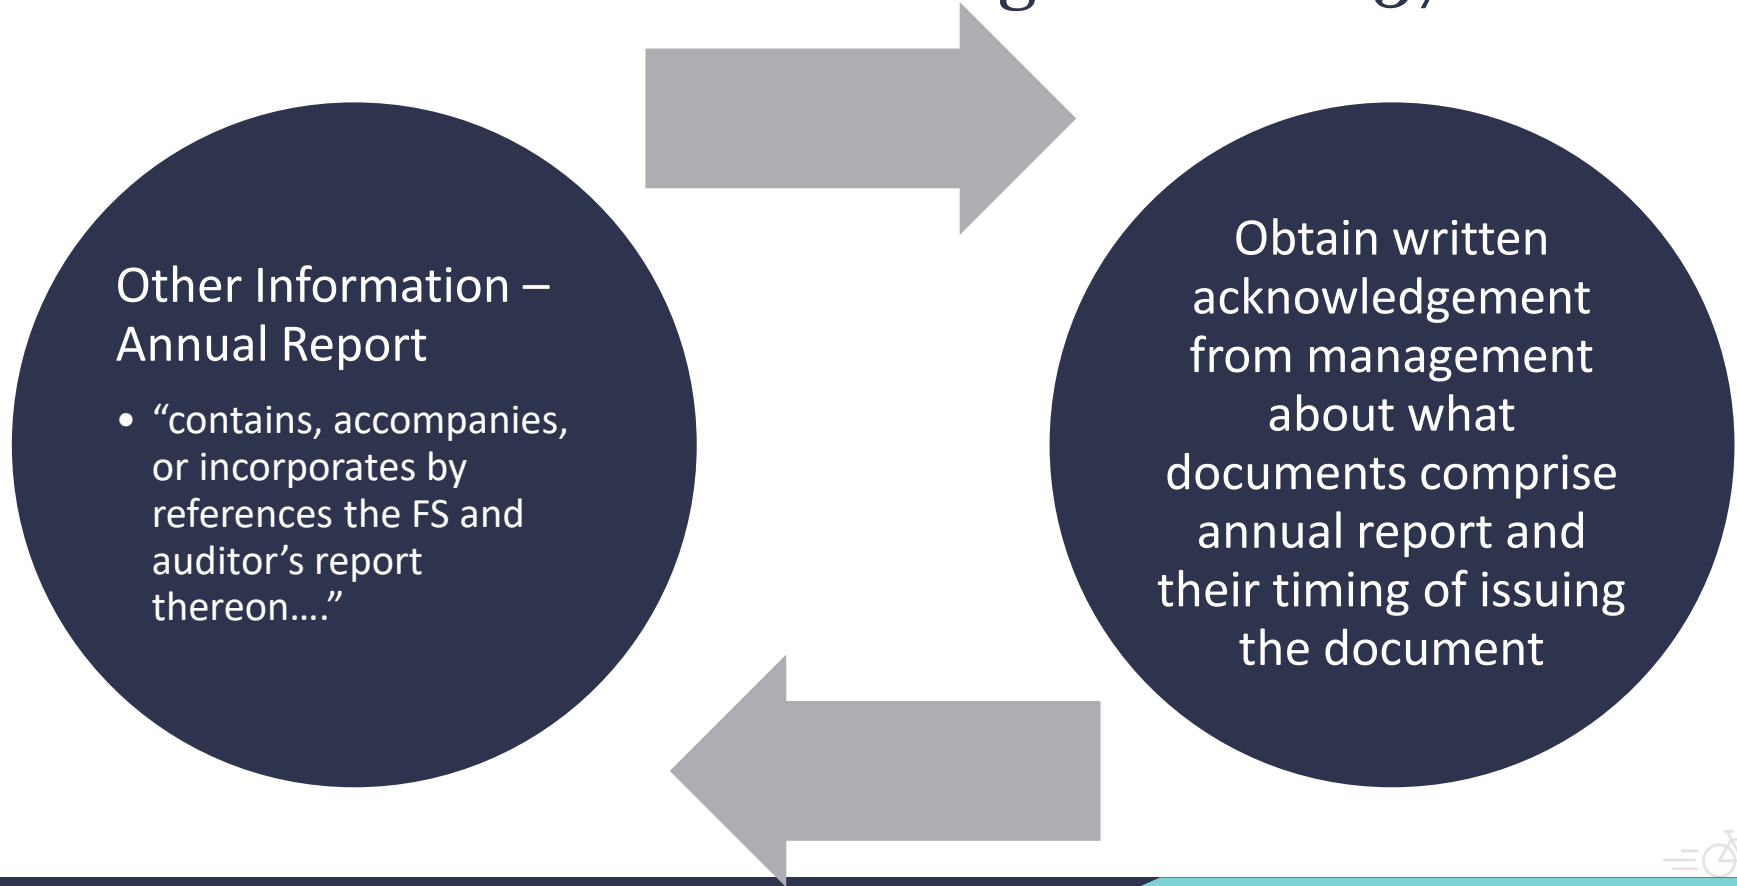 Other Information –
Annual Report
• “contains, accompanies,
or incorporates by
references the FS and
auditor’s report
thereon….”
Obtain written
acknowledgement
from management
about what
documents comprise
annual report and
their timing of issuing
the document